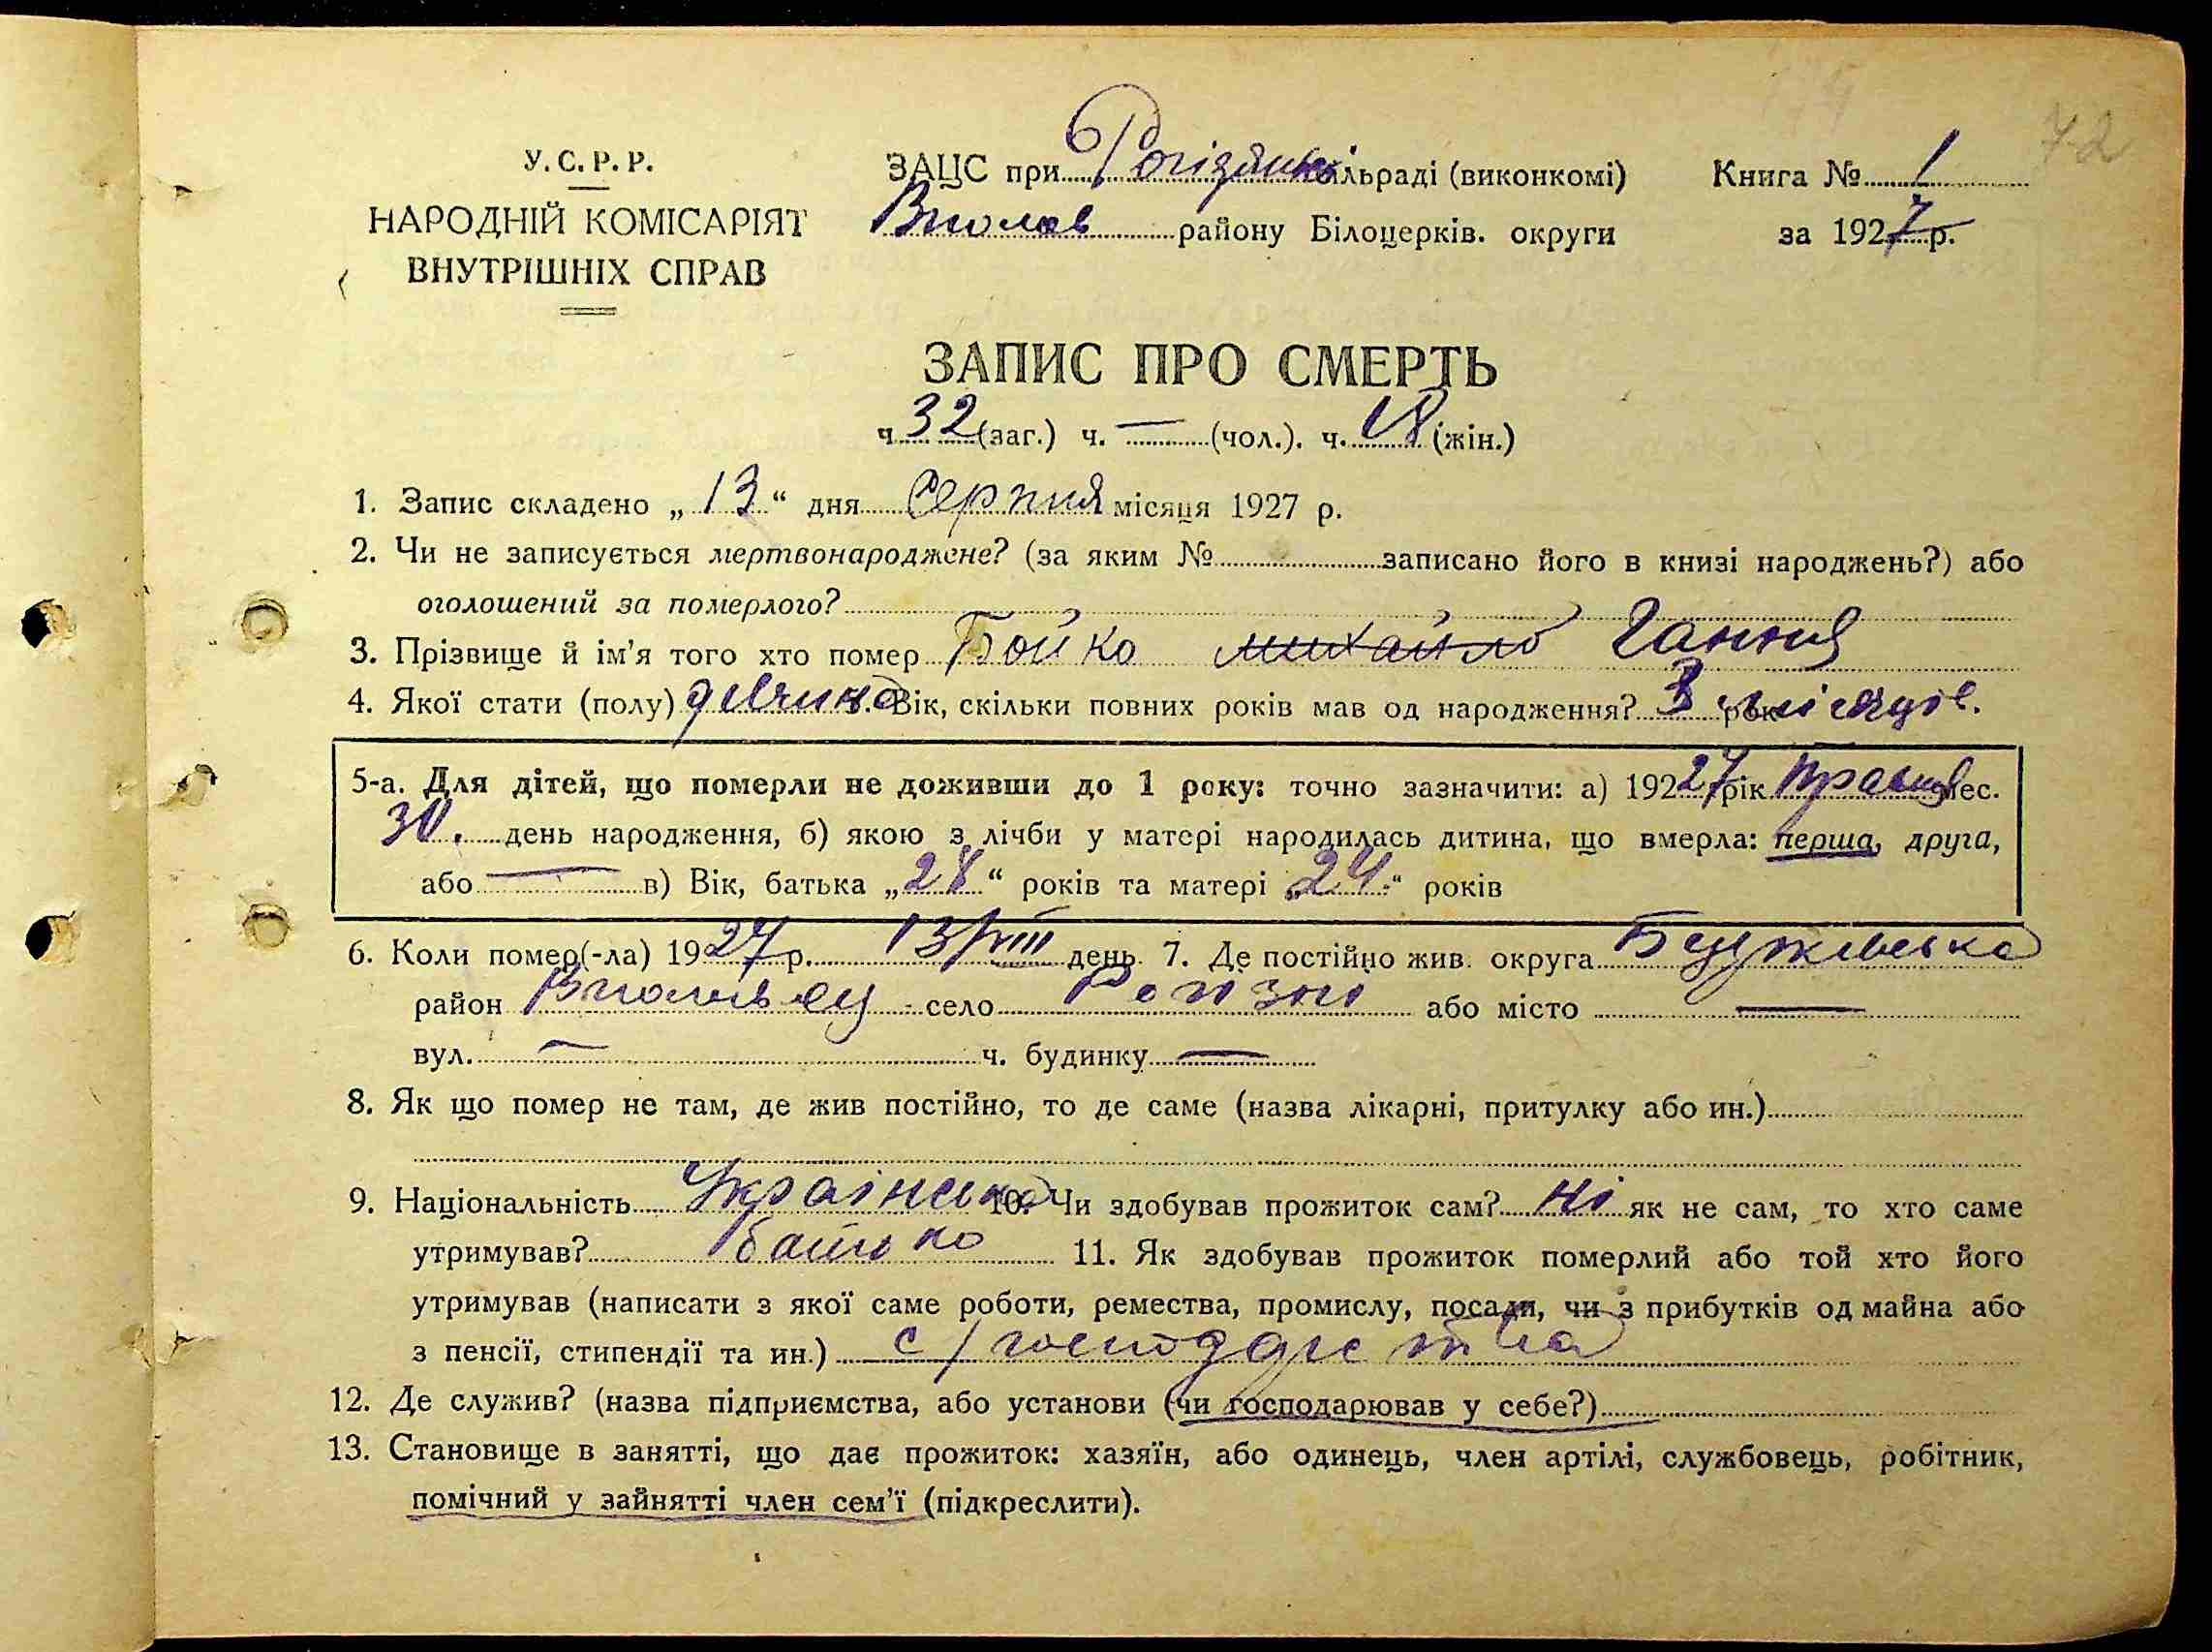 72
У. С. Р. Р.
НАРОДНІЙ КОМІСАРІЯТ
ВНУТРІШНІХ СПРАВ
ЗАЦС при сільраді (виконкомі)
району Білоцерків. округи
Книга № 1
за 1927 р.
ЗАПИС ПРО СМЕРТЬ
ч 32 (заг.) ч. — (чол.). ч. 18 (жін.)
1. Запис складено „13“ дня Серпня місяця 1927 р.
2. Чи не записується мертвонароджене? (за яким № записано його в книзі народжень?) або
оголошений за померлого?
3. Прізвище й ім’я того хто помер Бойко Михайло Ганна
4. Якої стати (полу) дівчина Вік, скільки повних років мав од народження? 3 місяців.
5-а. Для дітей, що померли не доживши до 1 року: точно зазначити: а) 192 27 рік Травня мес.
30. день народження, б) якою з лічби у матері народилась дитина, що вмерла: перша, друга,
або — в) Вік, батька „28“ років та матері „24“ років
6. Коли помер(-ла) 1927 р. 13/VIII день 7. Де постійно жив. округа
район село або місто —
вул. — ч. будинку —
8. Як що помер не там, де жив постійно, то де саме (назва лікарні, притулку або ин.)
9. Національність Українська 10. Чи здобував прожиток сам? Ні як не сам, то хто саме
утримував? батько 11. Як здобував прожиток померлий або той хто його
утримував (написати з якої саме роботи, ремества, промислу, посади, чи з прибутків од майна або
з пенсії, стипендії та ин.) с/господарства
12. Де служив? (назва підприємства, або установи (чи господарював у себе?)
13. Становище в занятті, що дає прожиток: хазяїн, або одинець, член артілі, службовець, робітник,
помічний у зайнятті член сем’ї (підкреслити).